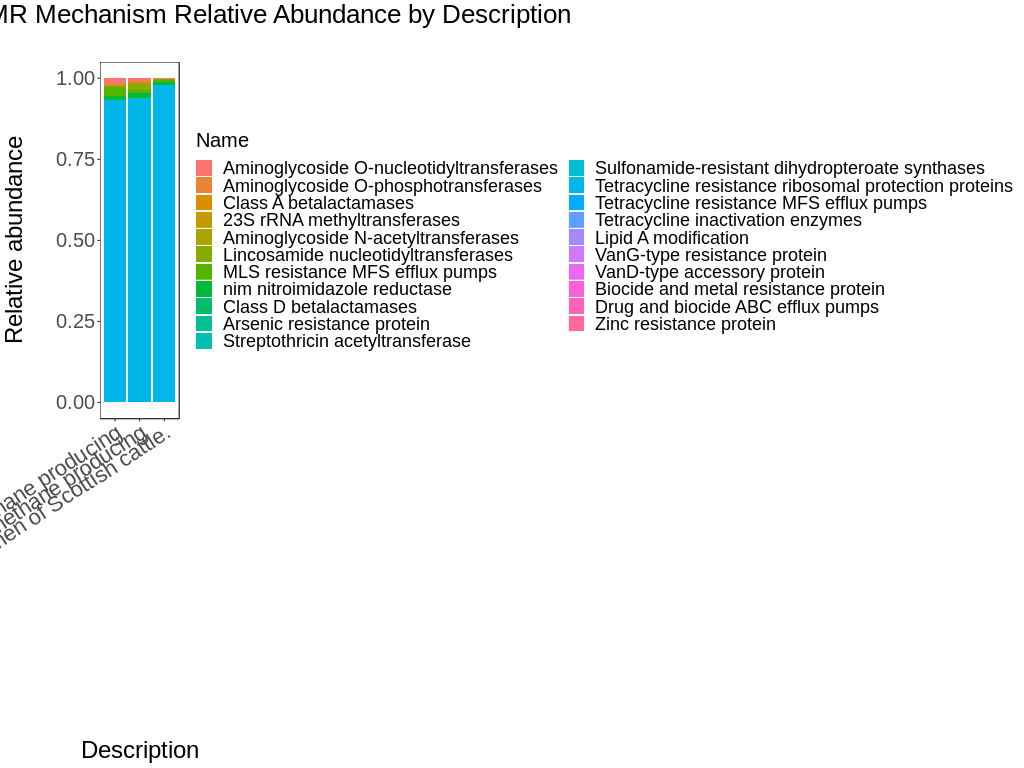 MR Mechanism Relative Abundance by Description
1.00
0.75
0.50
0.25
0.00
Relative abundance
producing
producing
of Scottish cattle.
Description
Name
Aminoglycoside O-nucleotidyltransferases
Aminoglycoside O-phosphotransferases
Class A betalactamases
23S rRNA methyltransferases
Aminoglycoside N-acetyltransferases
Lincosamide nucleotidyltransferases
MLS resistance MFS efflux pumps
nim nitroimidazole reductase
Class D betalactamases
Arsenic resistance protein
Streptothricin acetyltransferase
Sulfonamide-resistant dihydropteroate synthases
Tetracycline resistance ribosomal protection proteins
Tetracycline resistance MFS efflux pumps
Tetracycline inactivation enzymes
Lipid A modification
VanG-type resistance protein
VanD-type accessory protein
Biocide and metal resistance protein
Drug and biocide ABC efflux pumps
Zinc resistance protein